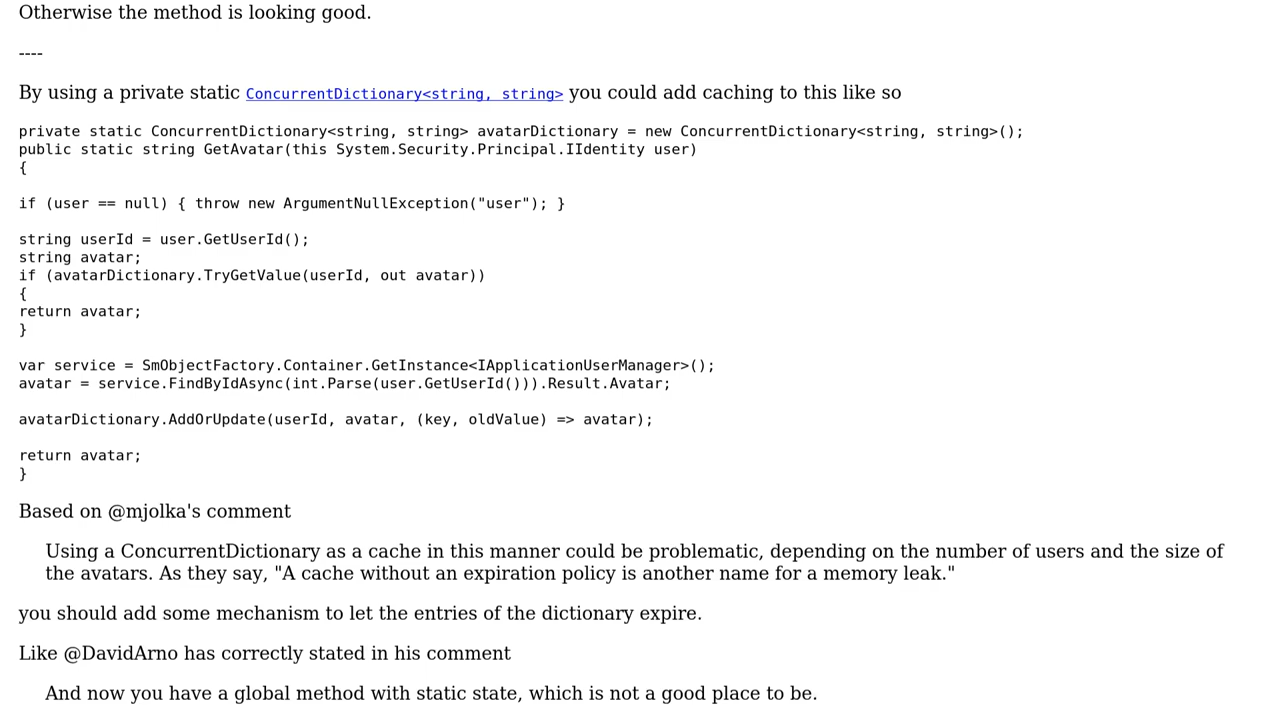 Otherwise the method is looking good.
----
By using a private static ConcurrentDictionary<string, string> you could add caching to this like so
private static ConcurrentDictionary<string, string> avatarDictionary = new ConcurrentDictionary<string, string>();
public static string GetAvatar(this System.Security.Principal.IIdentity user)
{
if (user == null) { throw new ArgumentNullException("user"); }
string userId = user.GetUserId();
string avatar;
if (avatarDictionary.TryGetValue(userId, out avatar))
{
return avatar;
}
var service = SmObjectFactory.Container.GetInstance<IApplicationUserManager>();
avatar = service.FindByIdAsync(int.Parse(user.GetUserId())).Result.Avatar;
avatarDictionary.AddOrUpdate(userId, avatar, (key, oldValue) => avatar);
return avatar;
}
Based on @mjolka's comment
Using a ConcurrentDictionary as a cache in this manner could be problematic, depending on the number of users and the size of
the avatars. As they say, "A cache without an expiration policy is another name for a memory leak."
you should add some mechanism to let the entries of the dictionary expire.
Like @DavidArno has correctly stated in his comment
And now you have a global method with static state, which is not a good place to be.